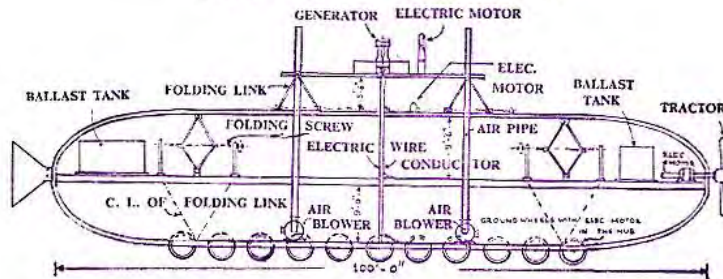 GENERATOR
ELECTRIC MOTOR
FOLDING LINK
ELEC.
MOTOR
BALLAST TANK
BALLAST
TANK
TRACTOR
FOLDING SCREW
AIR PIPE
ELECTRIC WIRE
CONDUCTOR
C. L. OF FOLDING LINK
AIR
BLOWER
AIR
BLOWER
GROUND WHEELS WITH ELEC MOTOR
IN THE HUB
100'-0"